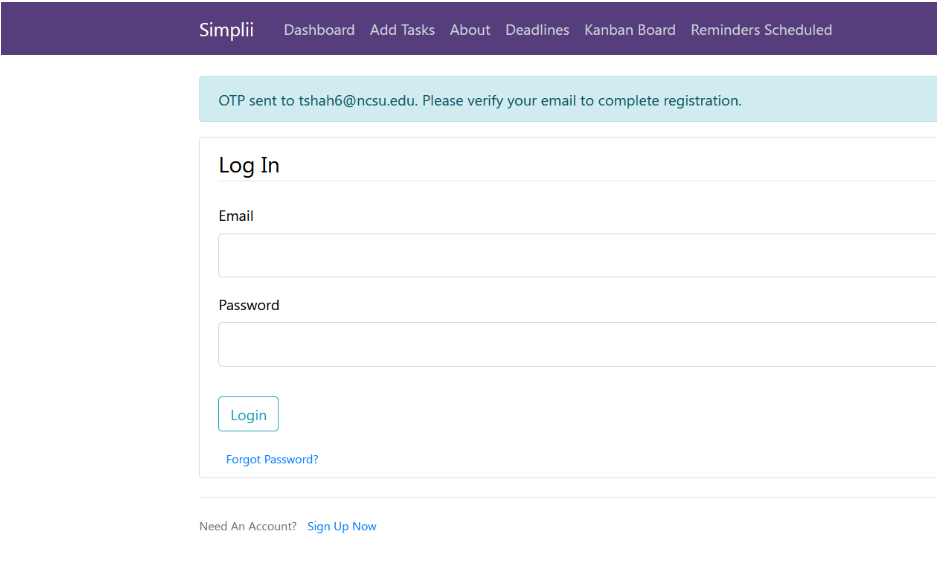 Simplii Dashboard Add Tasks About Deadlines Kanban Board Reminders Scheduled
OTP sent to tshah6@ncsu.edu. Please verify your email to complete registration.
Log In
Email
Password
Login
Forgot Password?
Need An Account? Sign Up Now